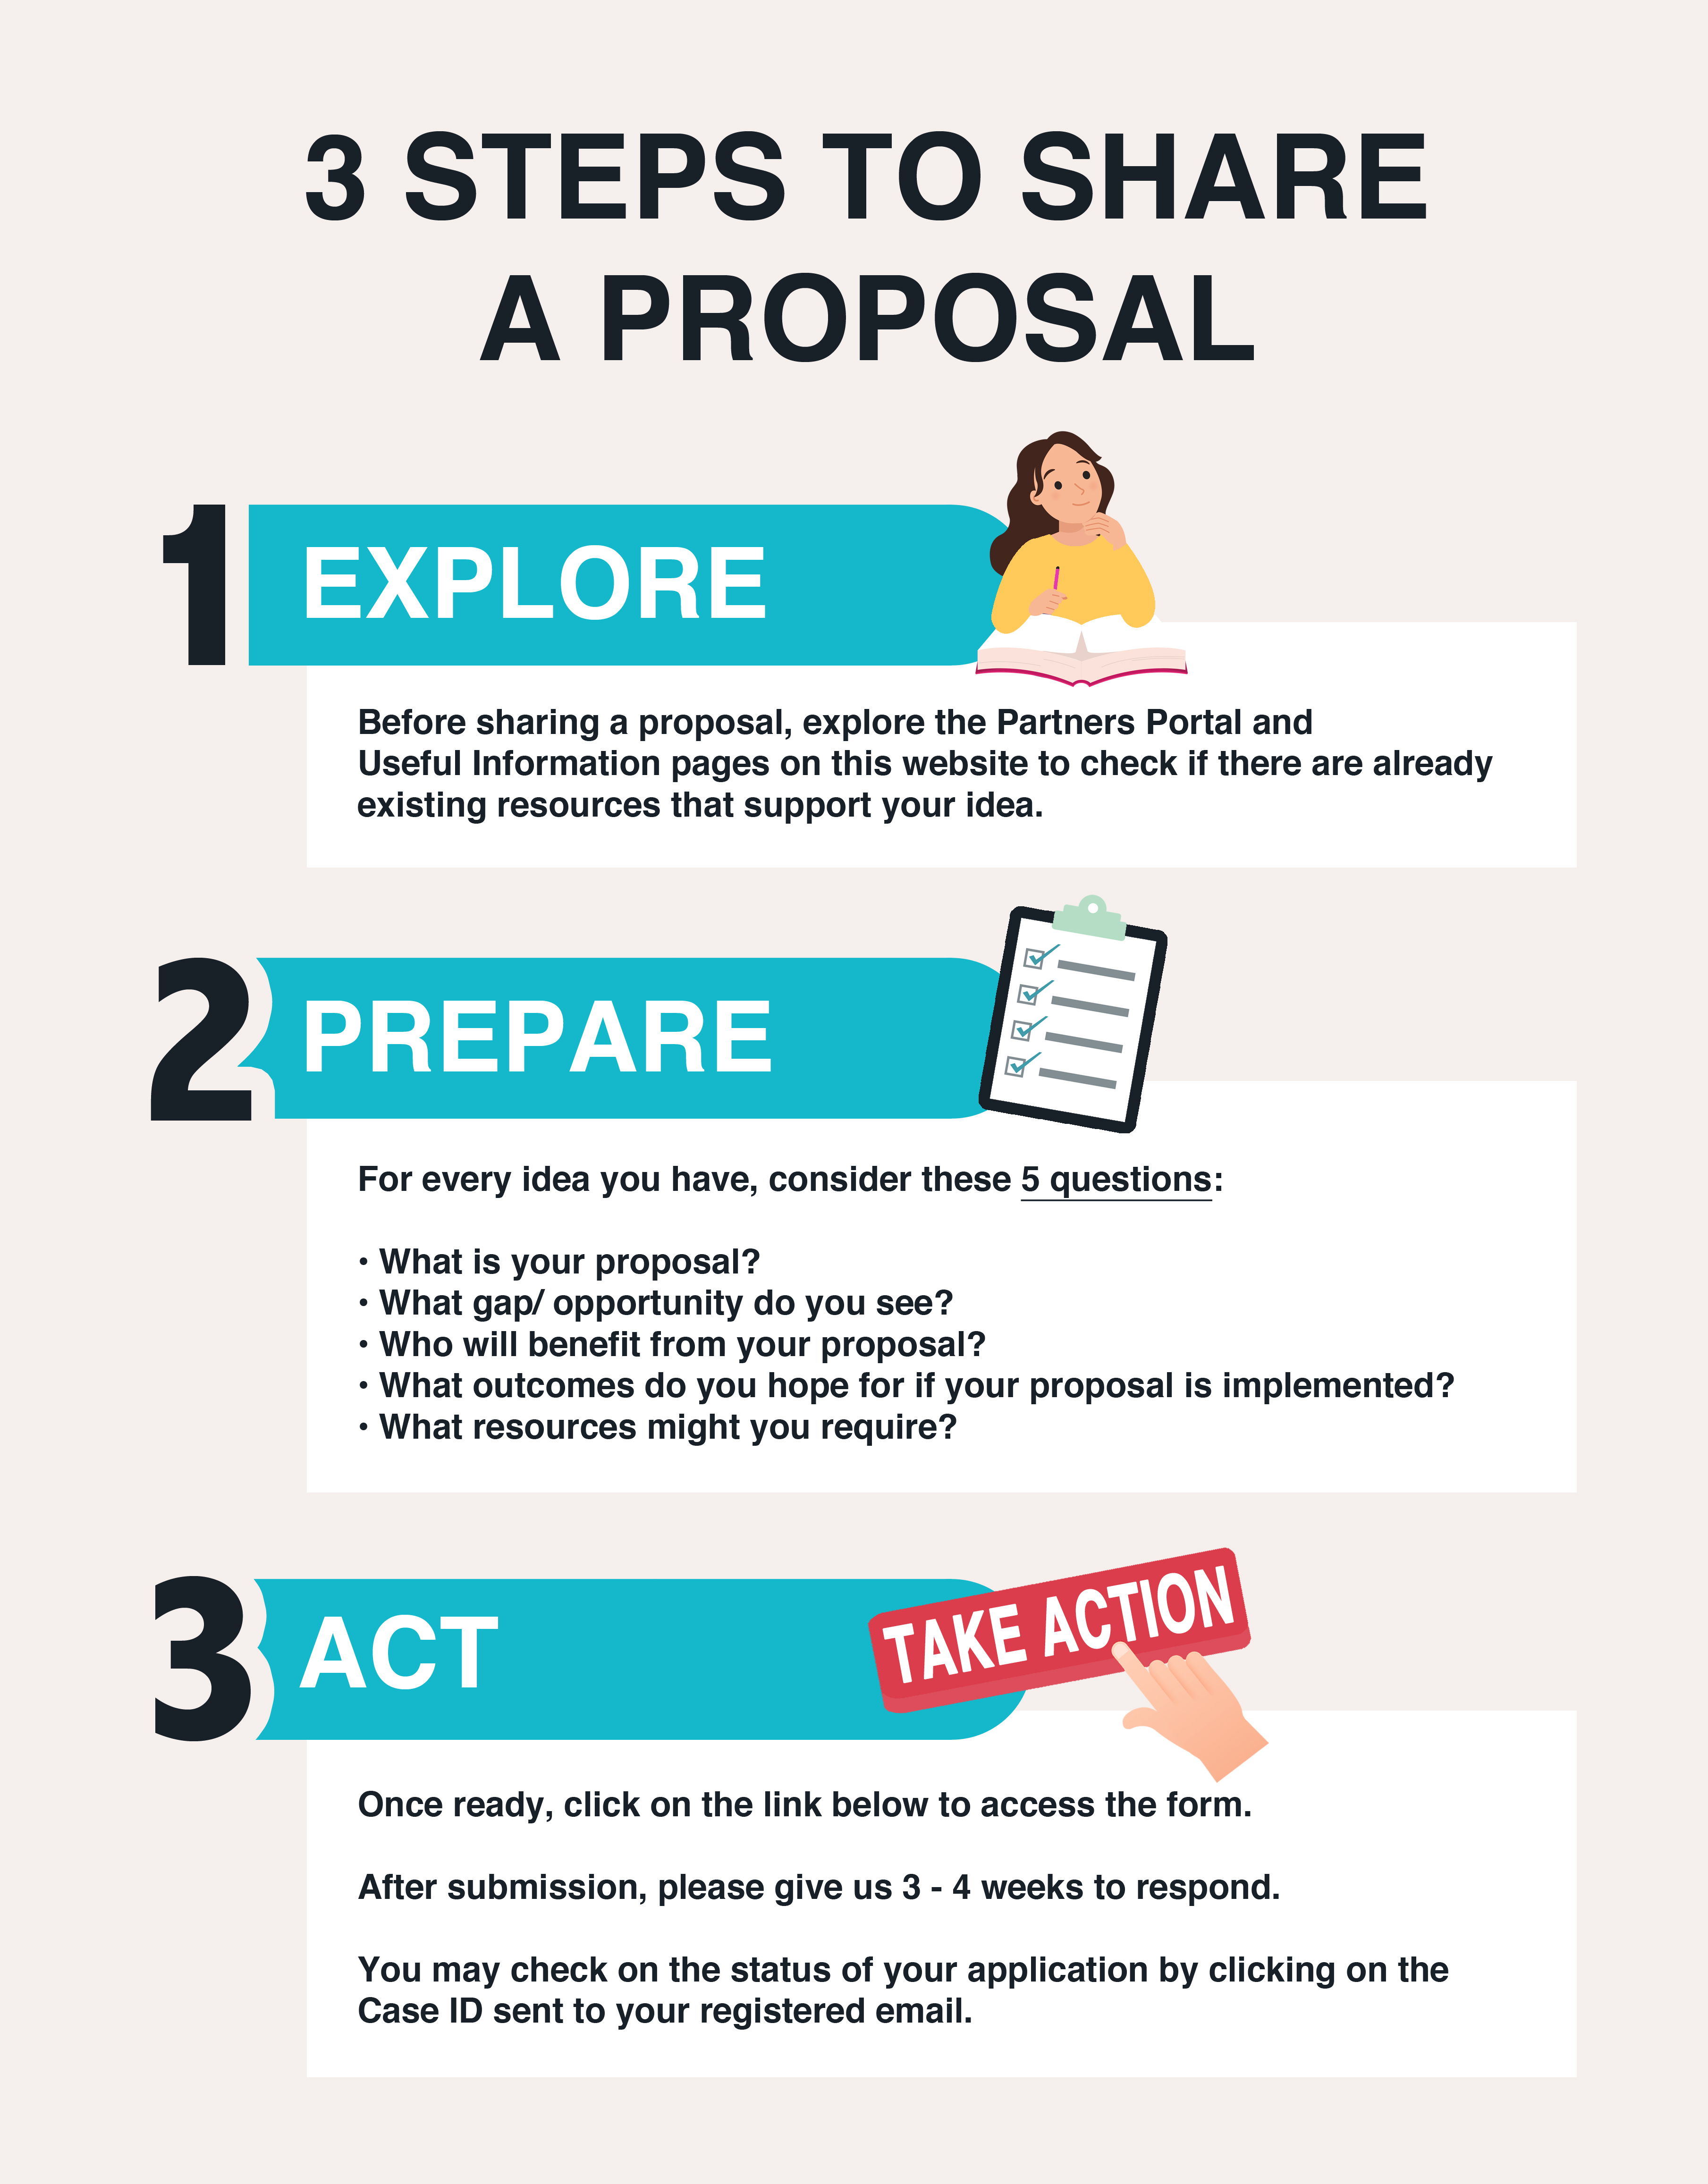 3 STEPS TO SHARE
A PROPOSAL
1 EXPLORE
Before sharing a proposal, explore the Partners Portal and
Useful Information pages on this website to check if there are already
existing resources that support your idea.
2 PREPARE
For every idea you have, consider these 5 questions:
• What is your proposal?
• What gap/ opportunity do you see?
• Who will benefit from your proposal?
• What outcomes do you hope for if your proposal is implemented?
• What resources might you require?
3 ACT
TAKE ACTION
Once ready, click on the link below to access the form.
After submission, please give us 3 - 4 weeks to respond.
You may check on the status of your application by clicking on the
Case ID sent to your registered email.